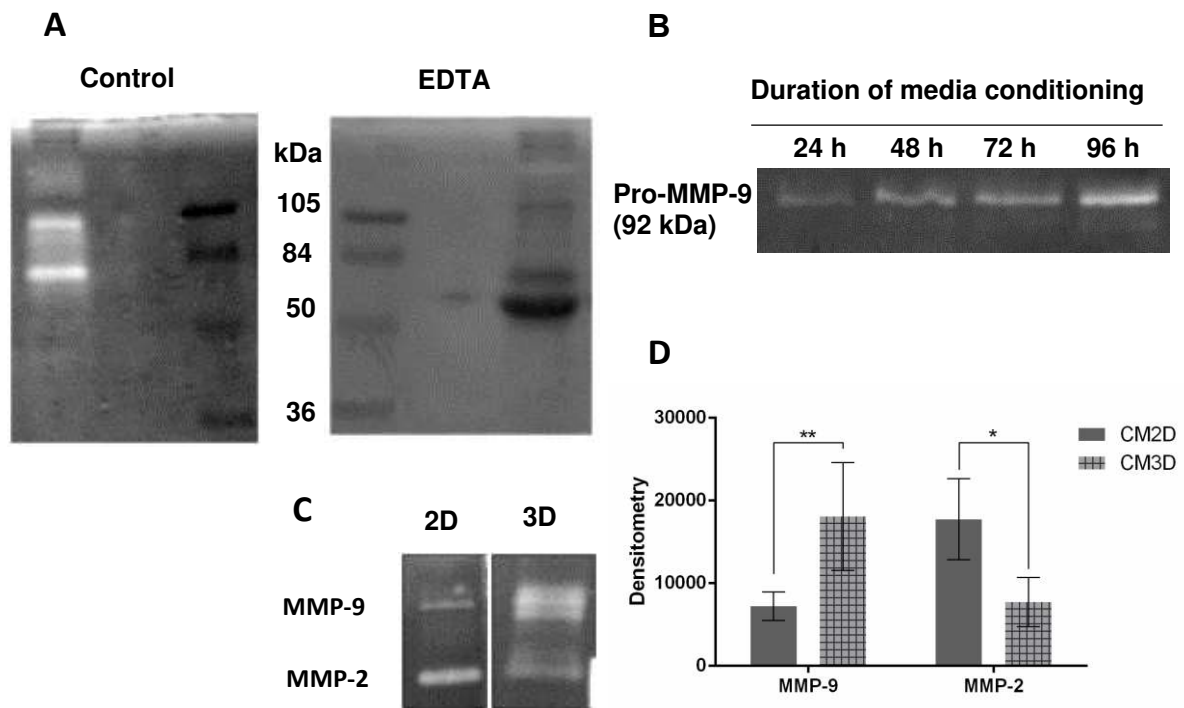 A
Control
EDTA
kDa
105
84
50
36
B
Duration of media conditioning
24 h 48 h 72 h 96 h
Pro-MMP-9
(92 kDa)
C
2D 3D
MMP-9
MMP-2
D
30000
20000
10000
0
Densitometry
** *
CM2D
CM3D
MMP-9 MMP-2